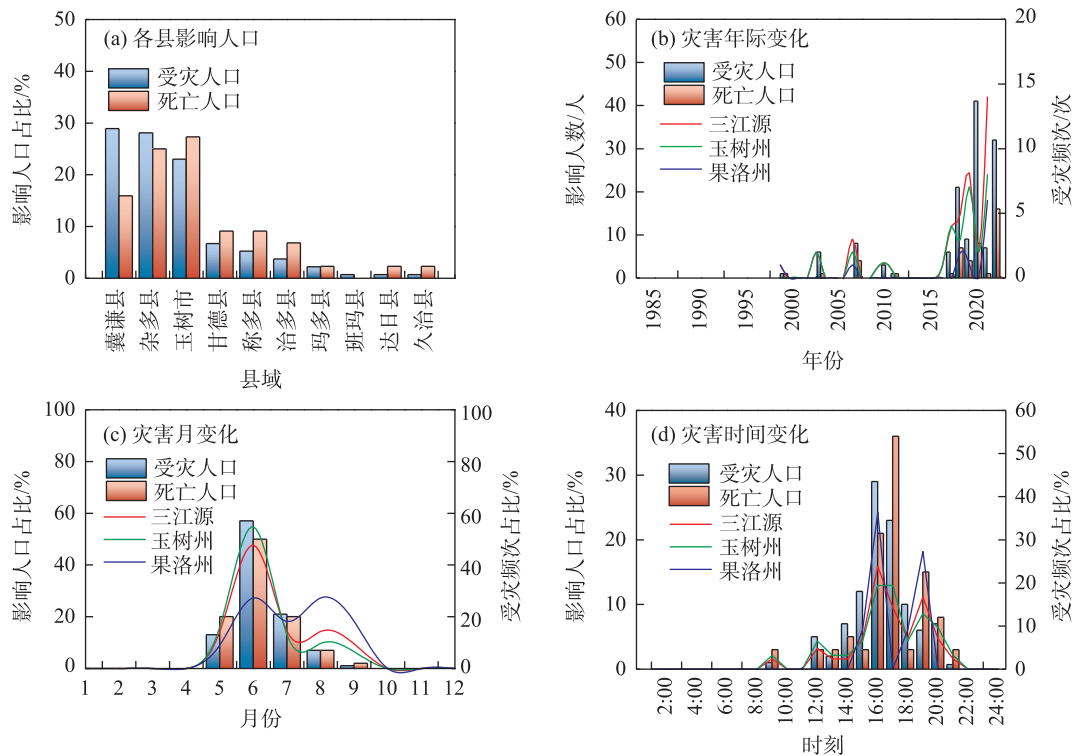 (a) 各县影响人口
受灾人口
死亡人口
影响人口占比/%
50
40
30
20
10
0
囊谦县
杂多县
玉树市
甘德县
称多县
治多县
玛多县
班玛县
达日县
久治县
县域
(b) 灾害年际变化
受灾人口
死亡人口
三江源
玉树州
果洛州
影响人数/人
60
50
40
30
20
10
0
受灾频次/次
20
15
10
5
0
1985
1990
1995
2000
2005
2010
2015
2020
2022
年份
(c) 灾害月变化
受灾人口
死亡人口
三江源
玉树州
果洛州
影响人口占比/%
100
80
60
40
20
0
受灾频次占比/%
100
80
60
40
20
0
1 2 3 4 5 6 7 8 9 10 11 12
月份
(d) 灾害时间变化
受灾人口
死亡人口
三江源
玉树州
果洛州
影响人口占比/%
40
30
20
10
0
受灾频次占比/%
60
50
40
30
20
10
0
2:00
4:00
6:00
8:00
9:00
10:00
12:00
14:00
16:00
18:00
20:00
22:00
24:00
时刻